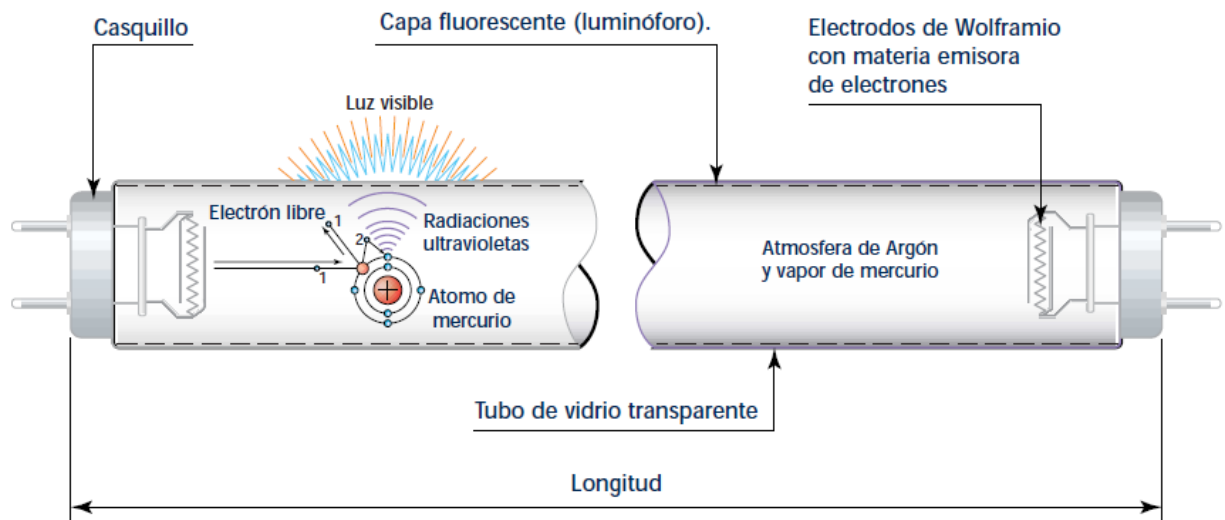 Casquillo
Capa fluorescente (luminóforo).
Electrodos de Wolframio
con materia emisora
de electrones
Luz visible
Electrón libre
1
2
1
Radiaciones
ultravioletas
Atomo de
mercurio
Atmosfera de Argón
y vapor de mercurio
Tubo de vidrio transparente
Longitud